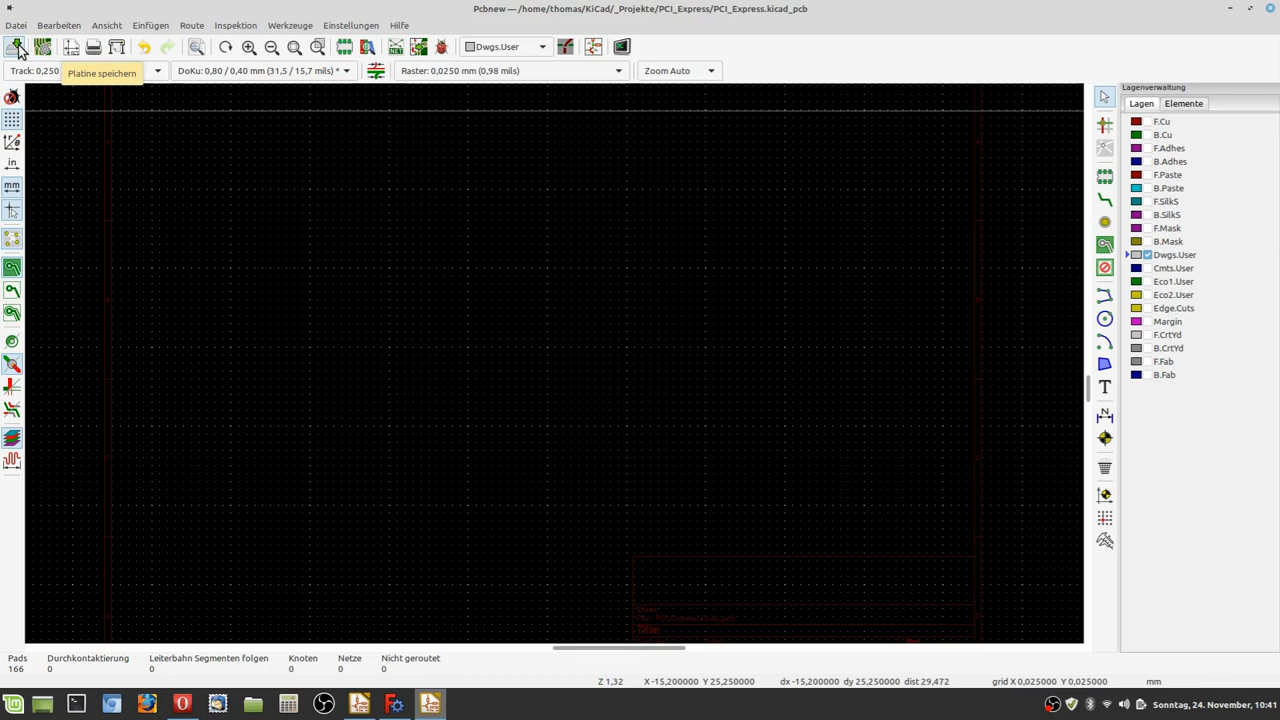 Pcbnew — /home/thomas/KiCad/_Projekte/PCI_Express/PCI_Express.kicad_pcb
Datei Bearbeiten Ansicht Einfügen Route Inspektion Werkzeuge Einstellungen Hilfe
NET Dwgs.User
Track: 0,250 DoKu: 0,80 / 0,40 mm (31,5 / 15,7 mils) * Raster: 0,0250 mm (0,98 mils) Zoom Auto
Platine speichern
Lagenverwaltung
Lagen Elemente
in
mm
F.Cu
B.Cu
F.Adhes
B.Adhes
F.Paste
B.Paste
F.SilkS
B.SilkS
F.Mask
B.Mask
Dwgs.User
Cmts.User
Eco1.User
Eco2.User
Edge.Cuts
Margin
F.CrtYd
B.CrtYd
F.Fab
B.Fab
T
N
Pads Durchkontaktierung Leiterbahn Segmenten folgen Knoten Netze Nicht geroutet
166 0 0 0 0 0
Z 1,32 X -15,200000 Y 25,250000 dx -15,200000 dy 25,250000 dist 29,472 grid X 0,025000 Y 0,025000 mm
Sonntag, 24. November, 10:41